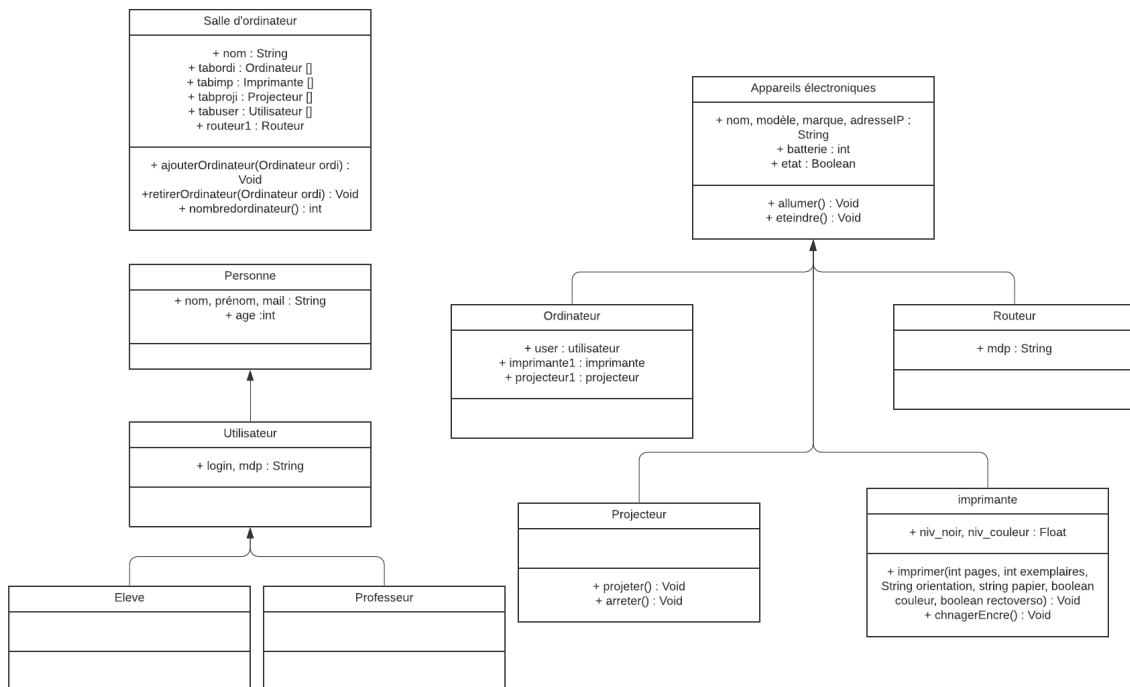 Salle d'ordinateur
+ nom : String
+ tabordi : Ordinateur []
+ tabimp : Imprimante []
+ tabproji : Projecteur []
+ tabuser : Utilisateur []
+ routeur1 : Routeur
+ ajouterOrdinateur(Ordinateur ordi) :
Void
+retirerOrdinateur(Ordinateur ordi) : Void
+ nombredordinateur() : int
Appareils électroniques
+ nom, modèle, marque, adresseIP :
String
+ batterie : int
+ etat : Boolean
+ allumer() : Void
+ eteindre() : Void
Personne
+ nom, prénom, mail : String
+ age :int
Ordinateur
+ user : utilisateur
+ imprimante1 : imprimante
+ projecteur1 : projecteur
Routeur
+ mdp : String
Utilisateur
+ login, mdp : String
Projecteur
+ projeter() : Void
+ arreter() : Void
imprimante
+ niv_noir, niv_couleur : Float
+ imprimer(int pages, int exemplaires,
String orientation, string papier, boolean
couleur, boolean rectoverso) : Void
+ chnagerEncre() : Void
Eleve
Professeur